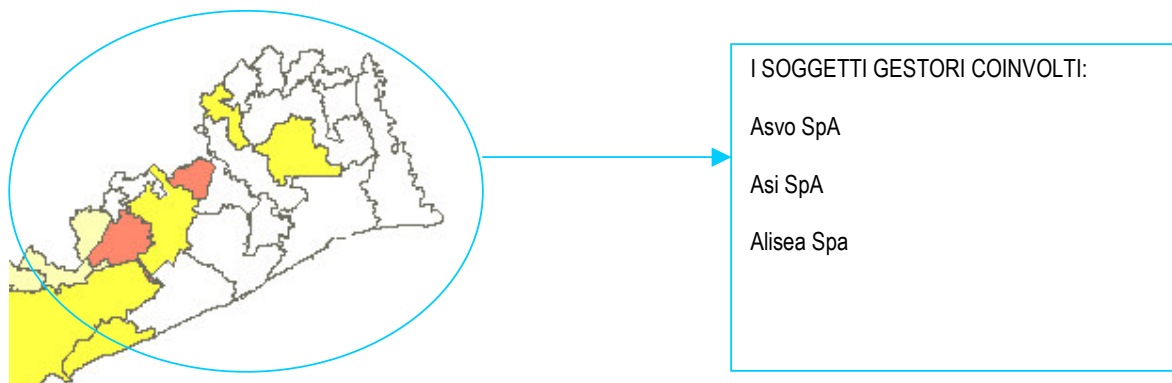 I SOGGETTI GESTORI COINVOLTI:
Asvo SpA
Asi SpA
Alisea Spa